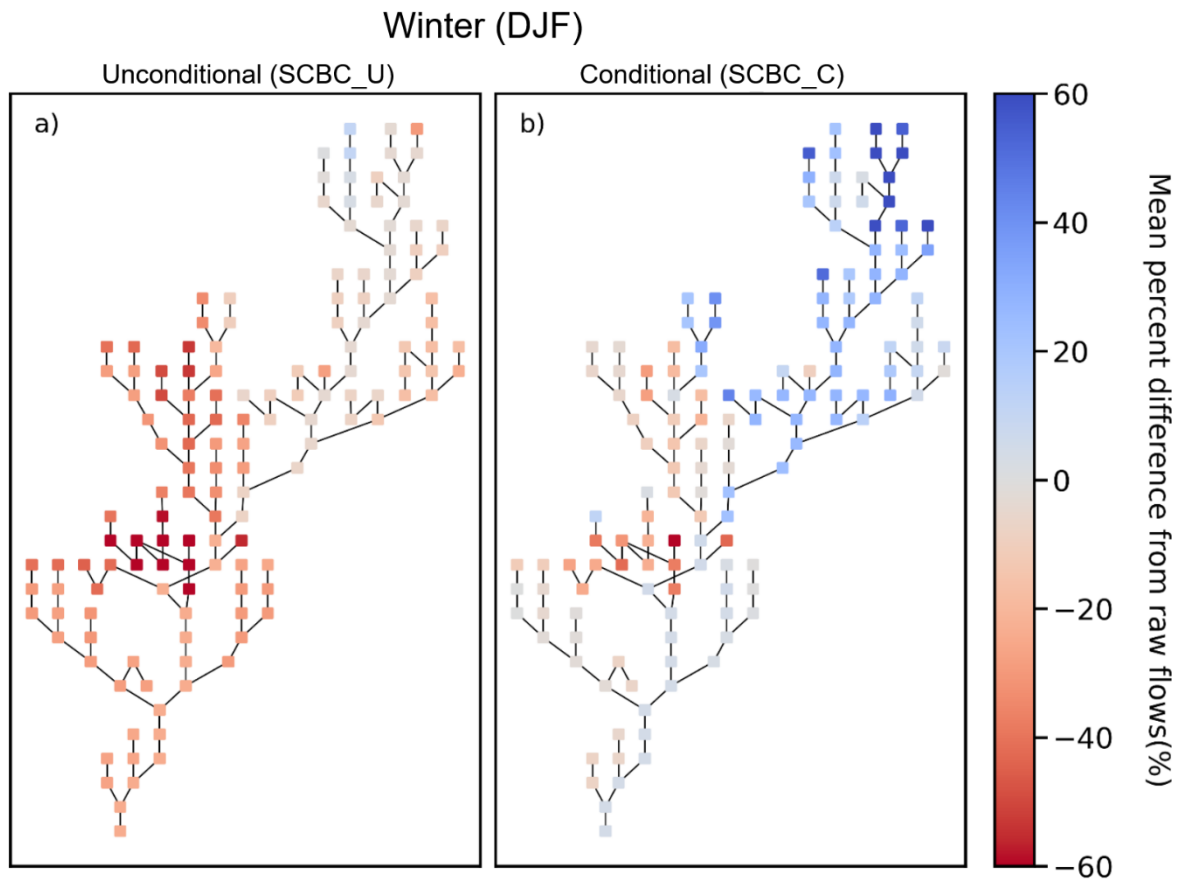 Winter (DJF)
Unconditional (SCBC_U)
Conditional (SCBC_C)
a)
b)
60
40
20
0
−20
−40
−60
Mean percent difference from raw flows(%)